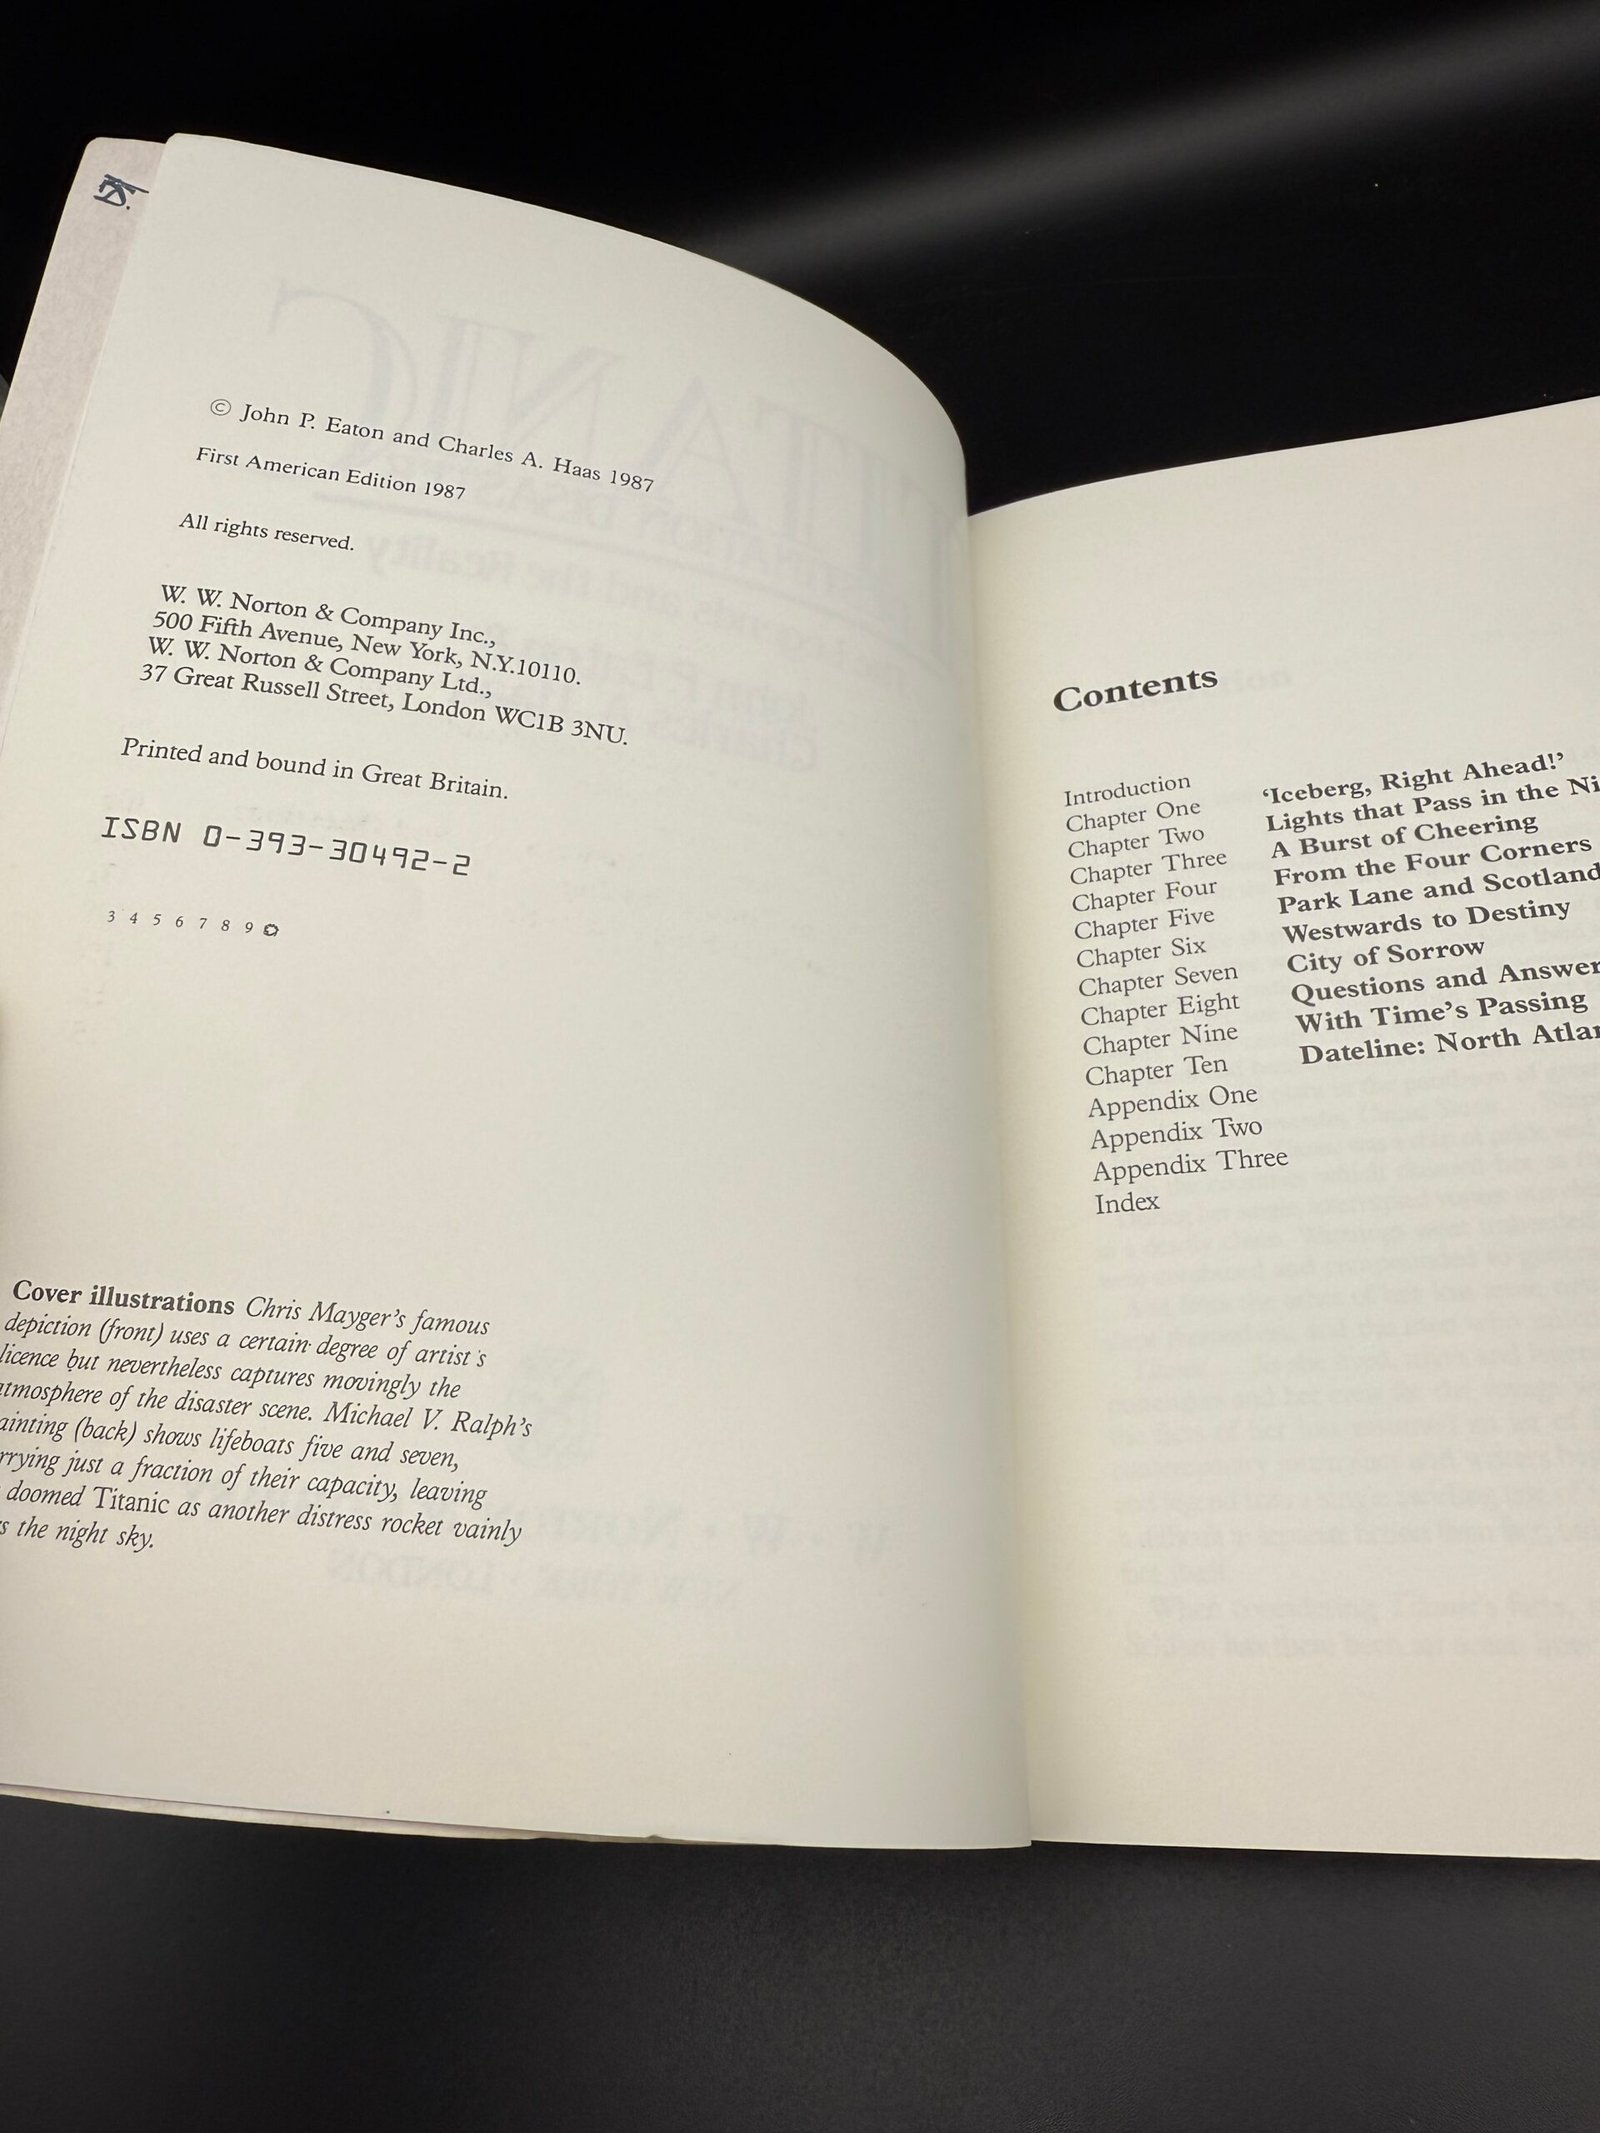 © John P. Eaton and Charles A. Haas 1987
First American Edition 1987
All rights reserved.
W. W. Norton & Company Inc.,
500 Fifth Avenue, New York, N.Y.10110.
W. W. Norton & Company Ltd.,
37 Great Russell Street, London WC1B 3NU.
Printed and bound in Great Britain.
ISBN 0-393-30492-2
3 4 5 6 7 8 9 0
Cover illustrations Chris Mayger's famous
depiction (front) uses a certain degree of artist's
licence but nevertheless captures movingly the
atmosphere of the disaster scene. Michael V. Ralph's
ainting (back) shows lifeboats five and seven,
rrying just a fraction of their capacity, leaving
doomed Titanic as another distress rocket vainly
s the night sky.
Contents
Introduction
Chapter One ‘Iceberg, Right Ahead!’
Chapter Two Lights that Pass in the Ni
Chapter Three A Burst of Cheering
Chapter Four From the Four Corners
Chapter Five Park Lane and Scotland
Chapter Six Westwards to Destiny
Chapter Seven City of Sorrow
Chapter Eight Questions and Answer
Chapter Nine With Time's Passing
Chapter Ten Dateline: North Atlan
Appendix One
Appendix Two
Appendix Three
Index